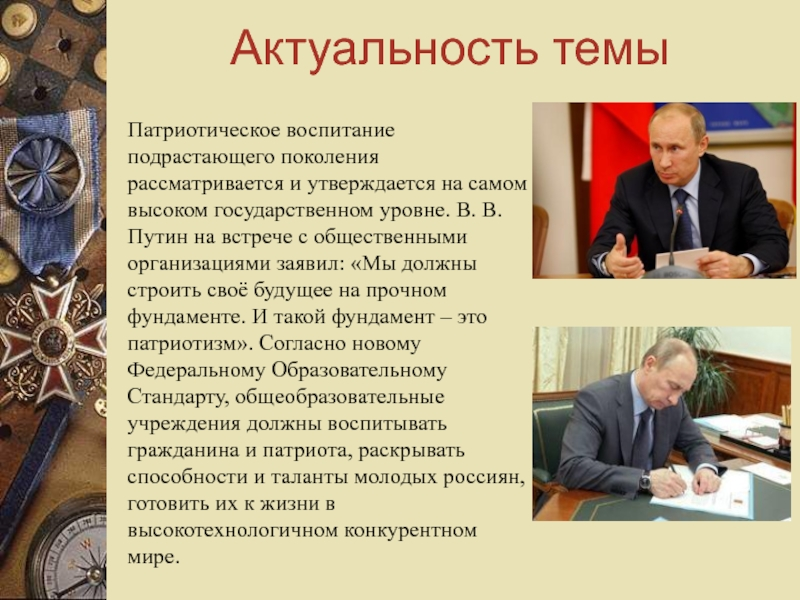 Актуальность темы
Патриотическое воспитание
подрастающего поколения
рассматривается и утверждается на самом
высоком государственном уровне. В. В.
Путин на встрече с общественными
организациями заявил: «Мы должны
строить своё будущее на прочном
фундаменте. И такой фундамент – это
патриотизм». Согласно новому
Федеральному Образовательному
Стандарту, общеобразовательные
учреждения должны воспитывать
гражданина и патриота, раскрывать
способности и таланты молодых россиян,
готовить их к жизни в
высокотехнологичном конкурентном
мире.